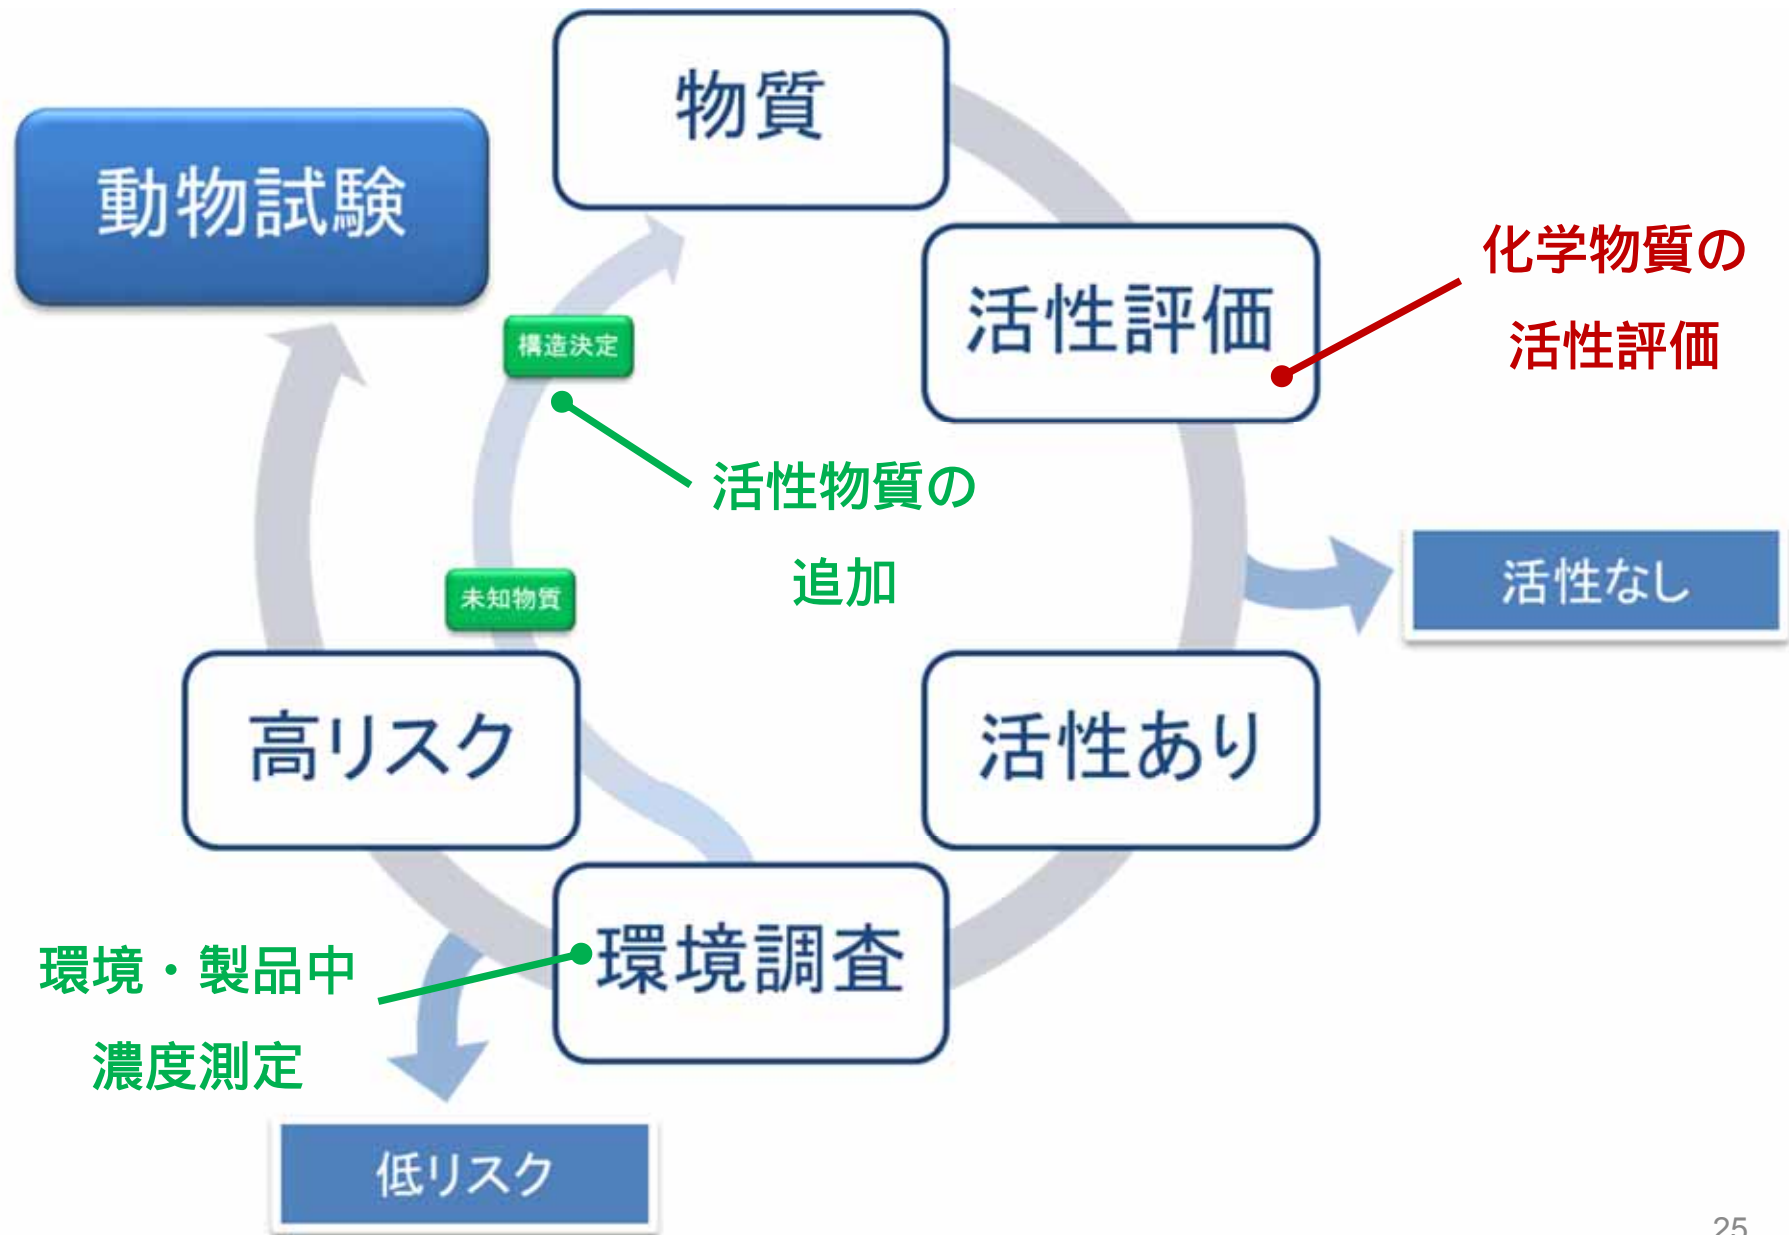 物質
動物試験
活性評価
化学物質の
活性評価
構造決定
活性物質の
追加
未知物質
活性なし
高リスク
活性あり
環境調査
環境・製品中
濃度測定
低リスク
25